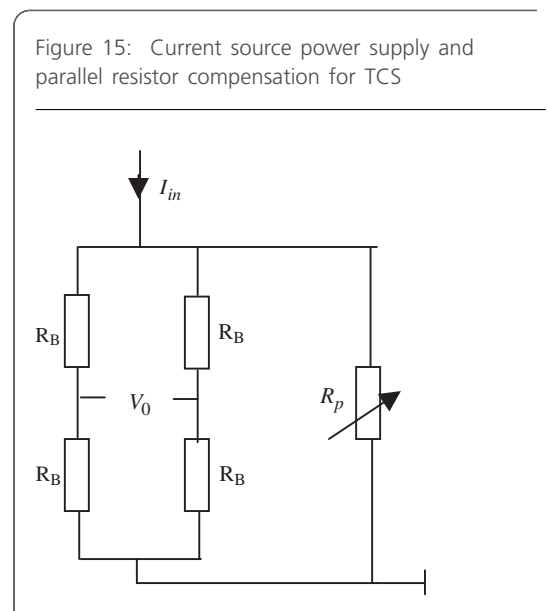 Figure 15: Current source power supply and
parallel resistor compensation for TCS
I_in
R_B
R_B
V_0
R_p
R_B
R_B